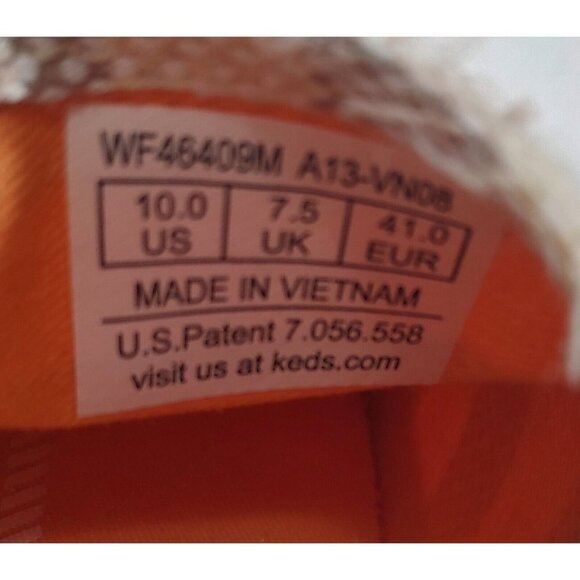 WF46409M A13-VN08
10.0 7.5 41.0
US UK EUR
MADE IN VIETNAM
U.S.Patent 7.056.558
visit us at keds.com